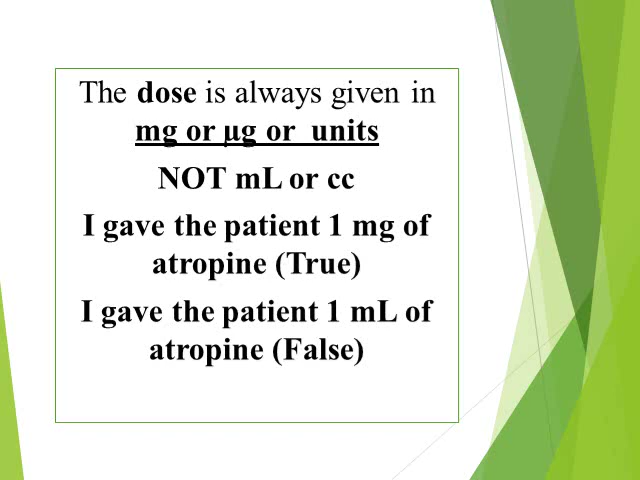 The dose is always given in
mg or µg or  units
NOT mL or cc
I gave the patient 1 mg of
atropine (True)
I gave the patient 1 mL of
atropine (False)